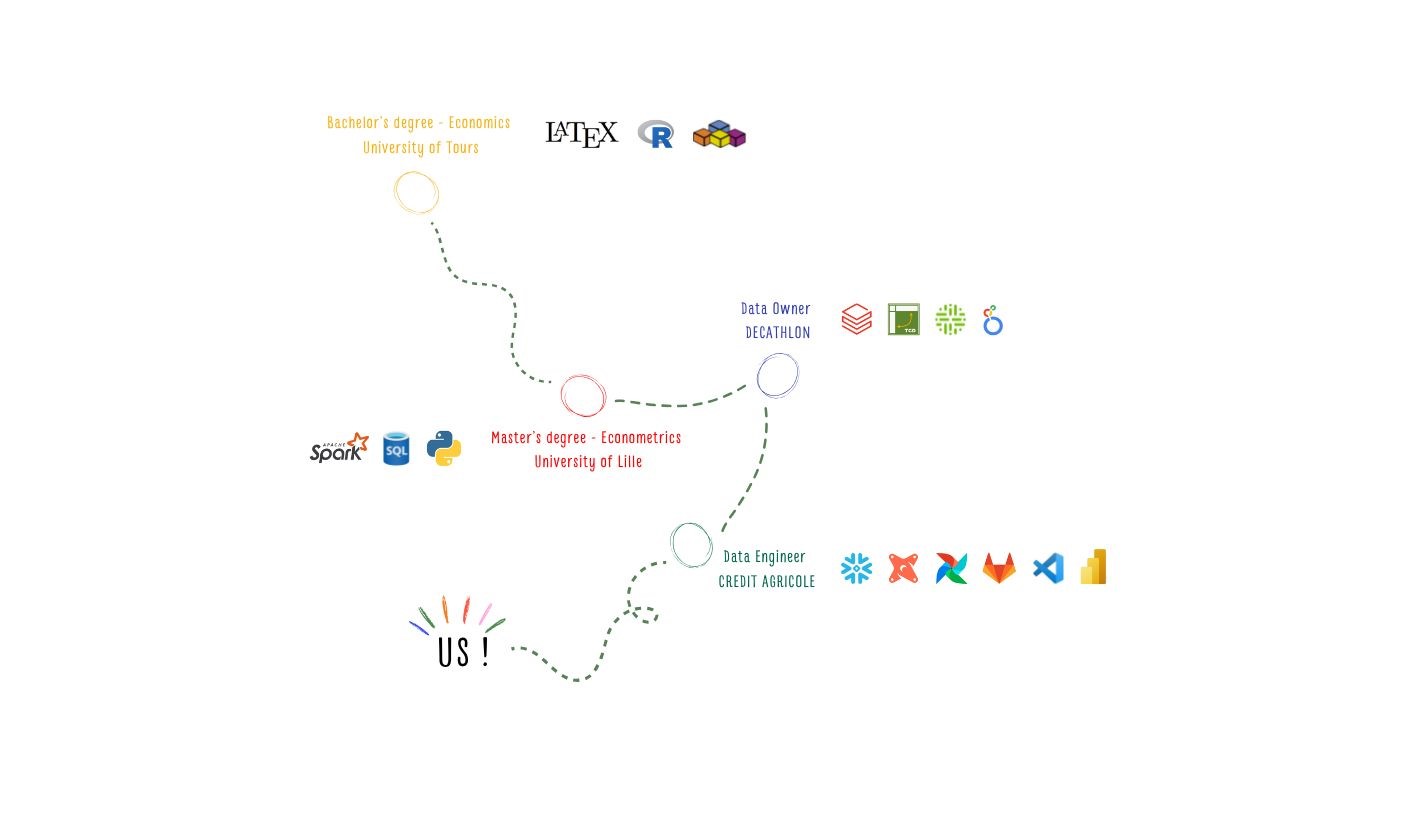 Bachelor's degree - Economics
University of Tours
LATEX
R
Data Owner
DECATHLON
TCD
Master's degree - Econometrics
University of Lille
APACHE
Spark
SQL
Data Engineer
CREDIT AGRICOLE
US !